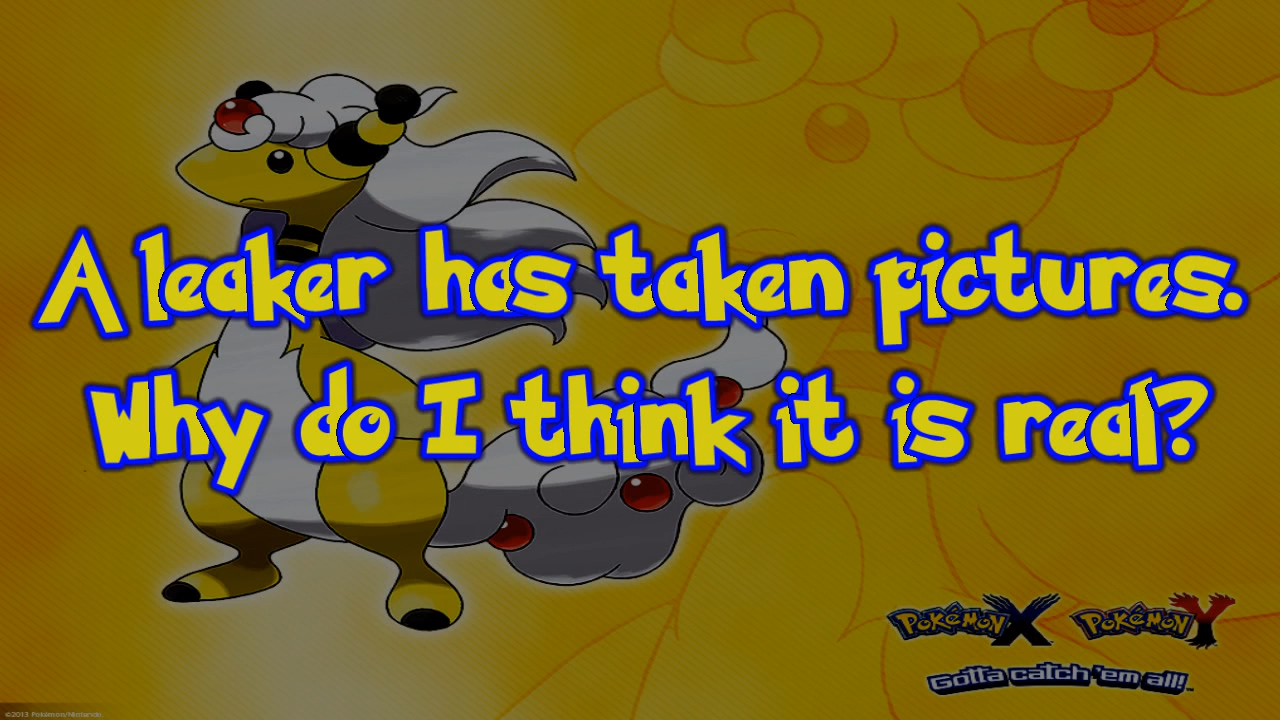 A leaker has taken pictures.
Why do I think it is real?
POKéMON X POKéMON Y
Gotta catch 'em all!™
©2013 Pokémon/Nintendo